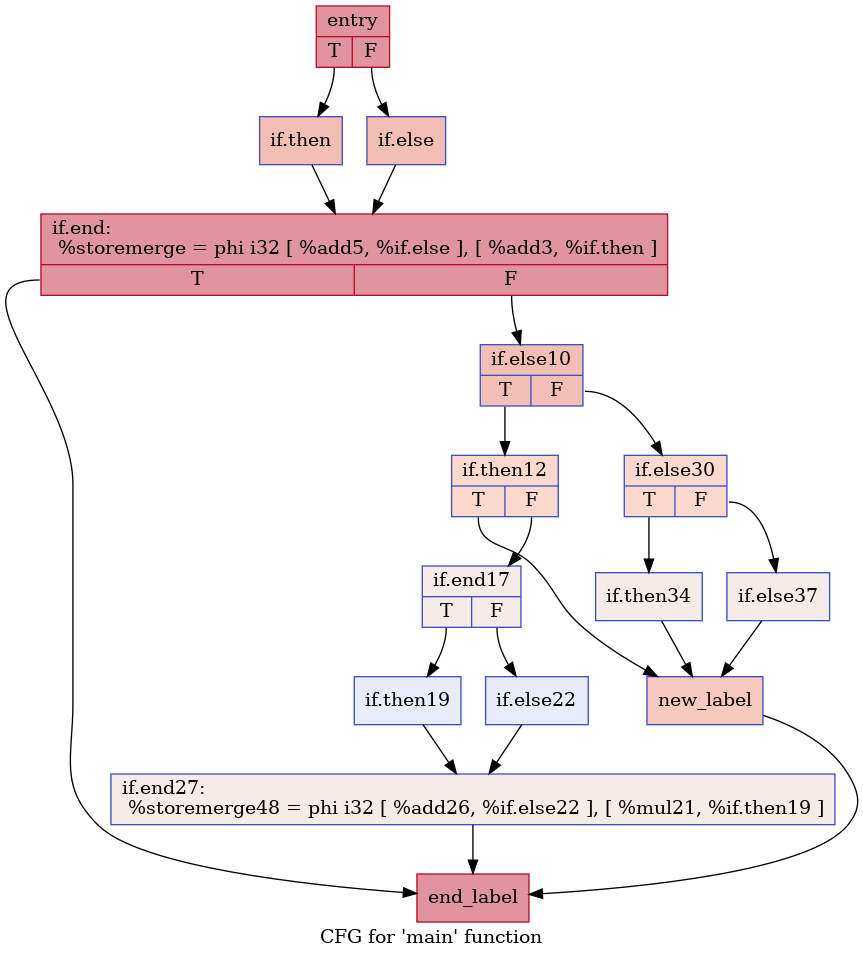 entry
T F
if.then
if.else
if.end:
%storemerge = phi i32 [ %add5, %if.else ], [ %add3, %if.then ]
T F
if.else10
T F
if.then12
T F
if.else30
T F
if.end17
T F
if.then34
if.else37
if.then19
if.else22
new_label
if.end27:
%storemerge48 = phi i32 [ %add26, %if.else22 ], [ %mul21, %if.then19 ]
end_label
CFG for 'main' function